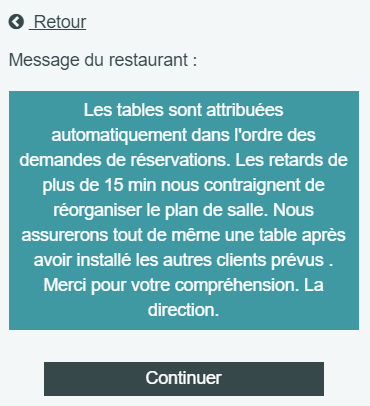 Retour
Message du restaurant :
Les tables sont attribuées
automatiquement dans l'ordre des
demandes de réservations. Les retards de
plus de 15 min nous contraignent de
réorganiser le plan de salle. Nous
assurerons tout de même une table après
avoir installé les autres clients prévus .
Merci pour votre compréhension. La
direction.
Continuer